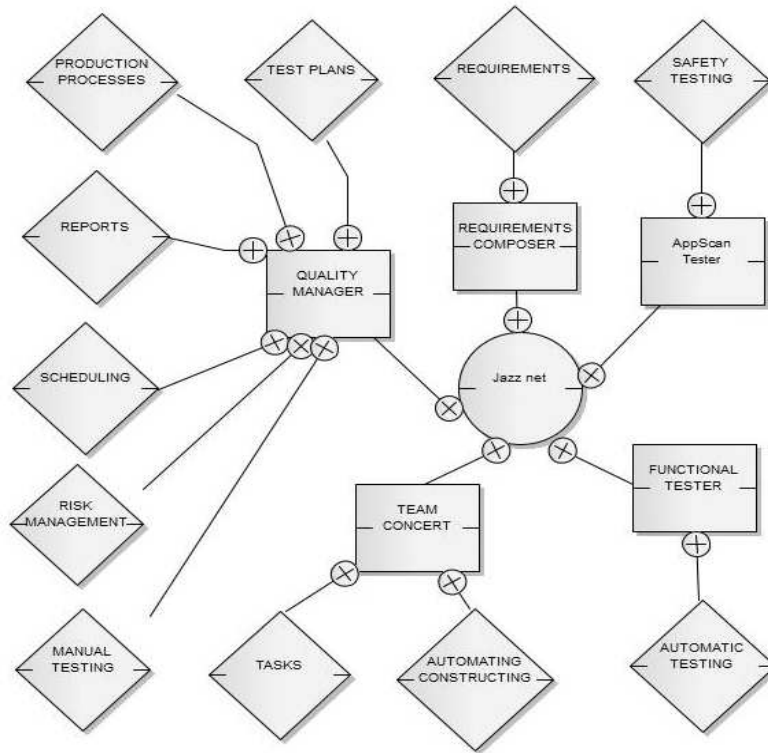 PRODUCTION
PROCESSES
TEST PLANS
REQUIREMENTS
SAFETY
TESTING
REPORTS
QUALITY
MANAGER
REQUIREMENTS
COMPOSER
AppScan
Tester
SCHEDULING
Jazz net
RISK
MANAGEMENT
TEAM
CONCERT
FUNCTIONAL
TESTER
MANUAL
TESTING
TASKS
AUTOMATING
CONSTRUCTING
AUTOMATIC
TESTING